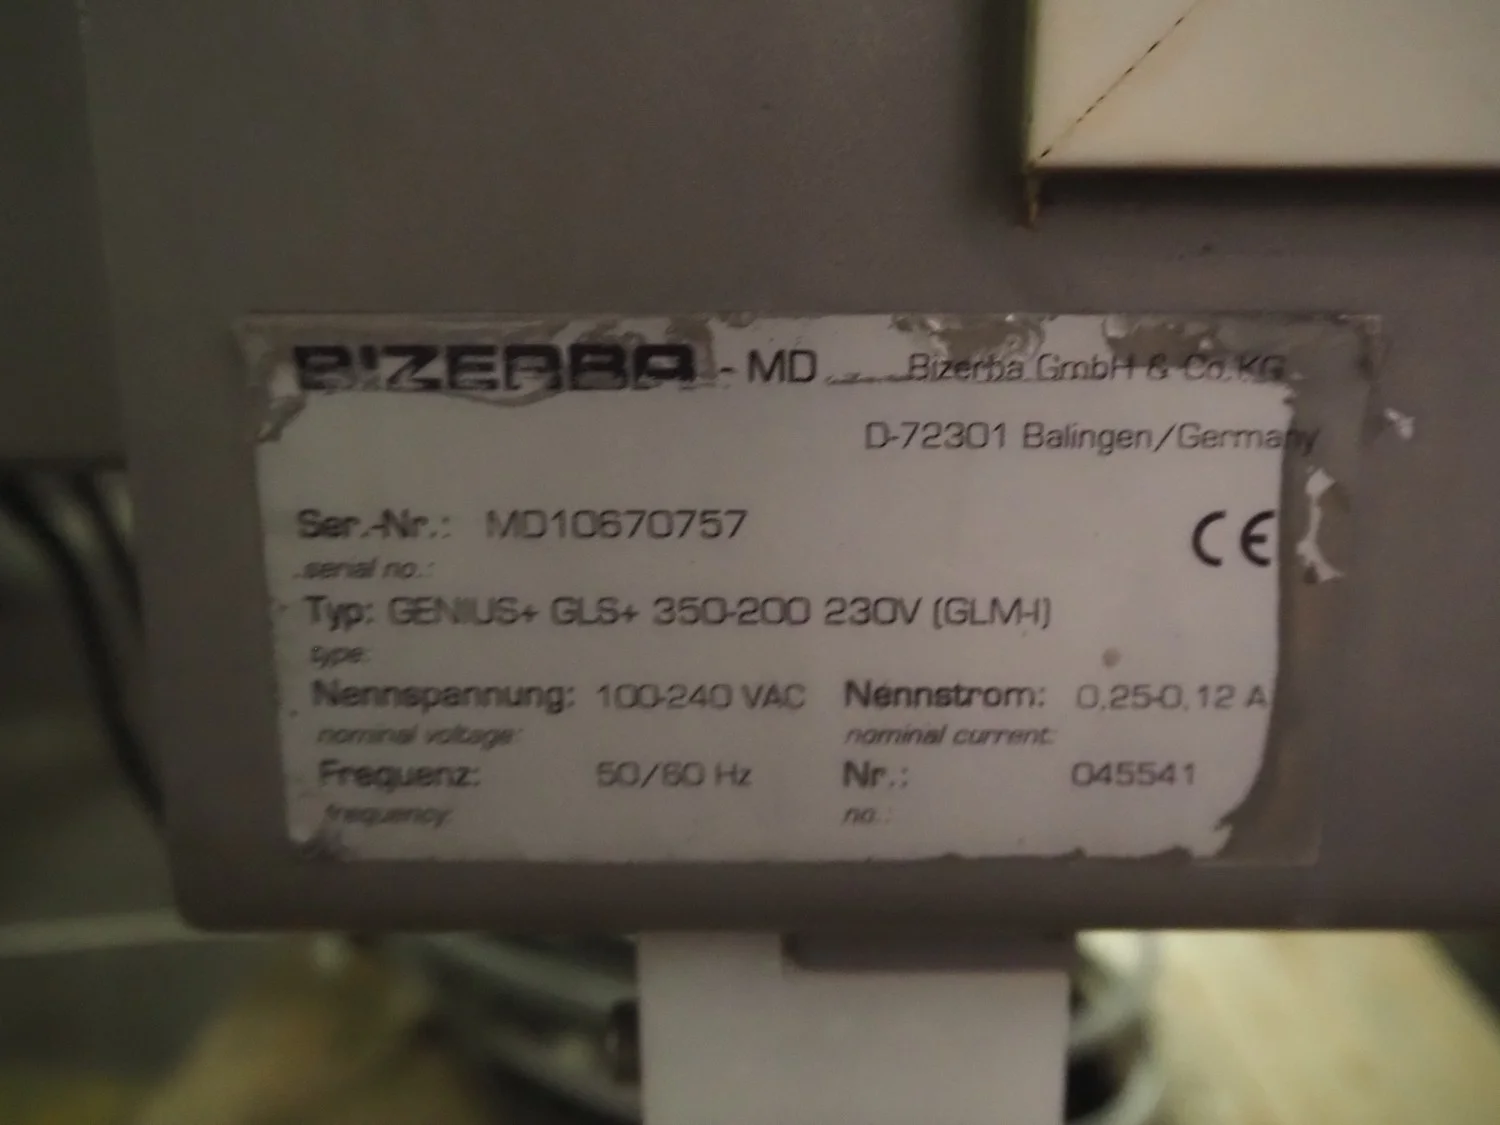 BIZERBA - MD Bizerba GmbH & Co. KG
D-72301 Balingen/Germany
Ser.-Nr.: MD10670757 CE
serial no.:
Typ: GENIUS+ GLS+ 350-200 230V (GLM-I)
type:
Nennspannung: 100-240 VAC Nennstrom: 0,25-0,12 A
nominal voltage: nominal current:
Frequenz: 50/60 Hz Nr.: 045541
frequency: no.: